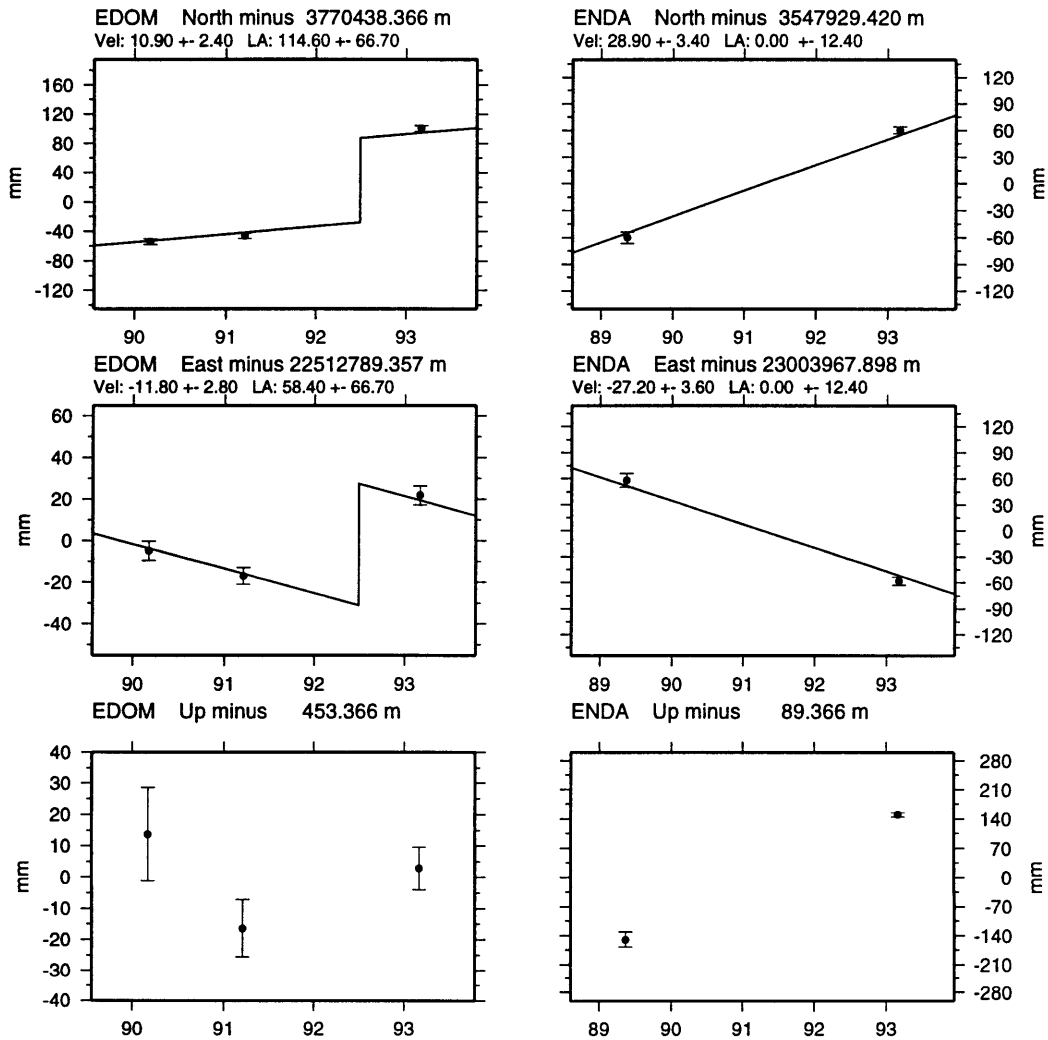 EDOM North minus 3770438.366 m
Vel: 10.90 +- 2.40 LA: 114.60 +- 66.70
160
120
80
40
0
-40
-80
-120
mm
90 91 92 93
ENDA North minus 3547929.420 m
Vel: 28.90 +- 3.40 LA: 0.00 +- 12.40
120
90
60
30
0
-30
-60
-90
-120
mm
89 90 91 92 93
EDOM East minus 22512789.357 m
Vel: -11.80 +- 2.80 LA: 58.40 +- 66.70
60
40
20
0
-20
-40
mm
90 91 92 93
ENDA East minus 23003967.898 m
Vel: -27.20 +- 3.60 LA: 0.00 +- 12.40
120
90
60
30
0
-30
-60
-90
-120
mm
89 90 91 92 93
EDOM Up minus 453.366 m
40
30
20
10
0
-10
-20
-30
-40
mm
90 91 92 93
ENDA Up minus 89.366 m
280
210
140
70
0
-70
-140
-210
-280
mm
89 90 91 92 93